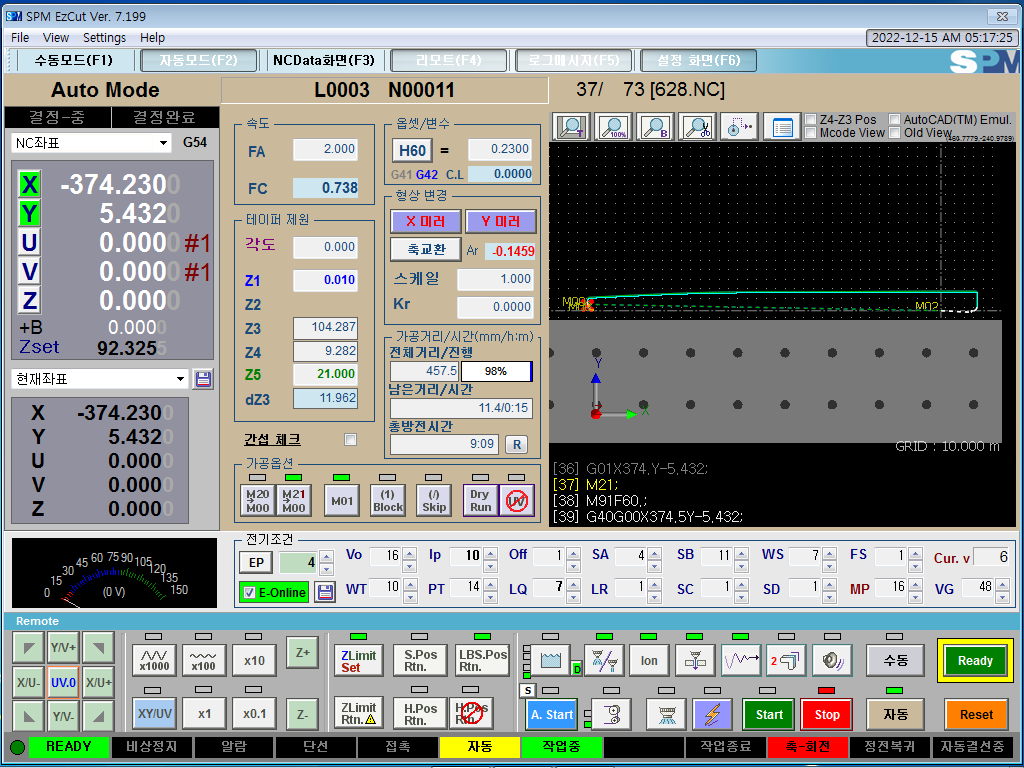 SPM EzCut Ver. 7.199
File View Settings Help
2022-12-15 AM 05:17:25
수동모드(F1) 자동모드(F2) NCData화면(F3) 리모트(F4) 로그메시지(F5) 설정 화면(F6)
SPM
Auto Mode
L0003 N00011
37/ 73 [628.NC]
결정-중 결정완료
NC좌표 G54
X -374.2300
Y 5.4320
U 0.0000 #1
V 0.0000 #1
Z 0.0000
+B 0.0000
Zset 92.3255
현재좌표
X -374.2300
Y 5.4320
U 0.0000
V 0.0000
Z 0.0000
속도
FA 2.000
FC 0.738
테이퍼 제원
각도 0.000
Z1 0.010
Z2
Z3 104.287
Z4 9.282
Z5 21.000
dZ3 11.962
간섭 체크
옵셋/변수
H60 = 0.2300
G41 G42 C.L 0.0000
형상 변경
X 미러 Y 미러
축교환 Ar -0.1459
스케일 1.000
Kr 0.0000
가공거리/시간(mm/h:m)
전체거리/진행
457.5 98%
남은거리/시간
11.4/0:15
총방전시간
9:09 R
가공옵션
M20 M00
M21 M00
M01
(1) Block
(/) Skip
Dry Run
UV
T 100% B
Z4-Z3 Pos AutoCAD(TM) Emul.
Mcode View Old View
(466.7779,-240.9789)
M02
Y
X
GRID : 10.000 m
[36] G01X374,Y-5,432;
[37] M21;
[38] M91F60,;
[39] G40G00X374,5Y-5,432;
0 15 30 45 60 75 90 105 120 135 150
(0 V)
전기조건
EP 4
E-Online
Vo 16 Ip 10 Off 1 SA 4 SB 11 WS 7 FS 1 Cur. v 6
WT 10 PT 14 LQ 7 LR 1 SC 1 SD 1 MP 16 VG 48
Remote
Y/V+
X/U- UV.0 X/U+
Y/V-
x1000 x100 x10 Z+
XY/UV x1 x0.1 Z-
ZLimit Set
S.Pos Rtn.
LBS.Pos Rtn.
ZLimit Rtn.
H.Pos Rtn.
H.Pos Rtn.
D Ion 2 수동 Ready
S
A. Start Start Stop 자동 Reset
READY 비상정지 알람 단선 접촉 자동 작업중 작업종료 축-회전 정전복귀 자동결선중